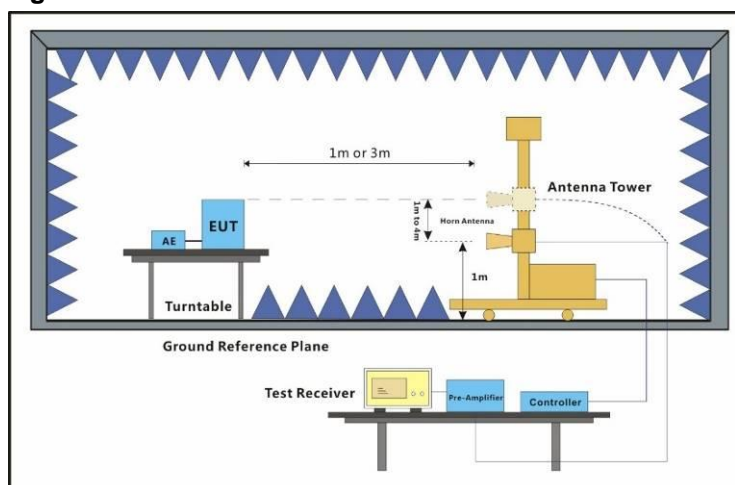 1m or 3m
Antenna Tower
1m to 4m
Horn Antenna
EUT
AE
1m
Turntable
Ground Reference Plane
Test Receiver
Pre-Amplifier
Controller